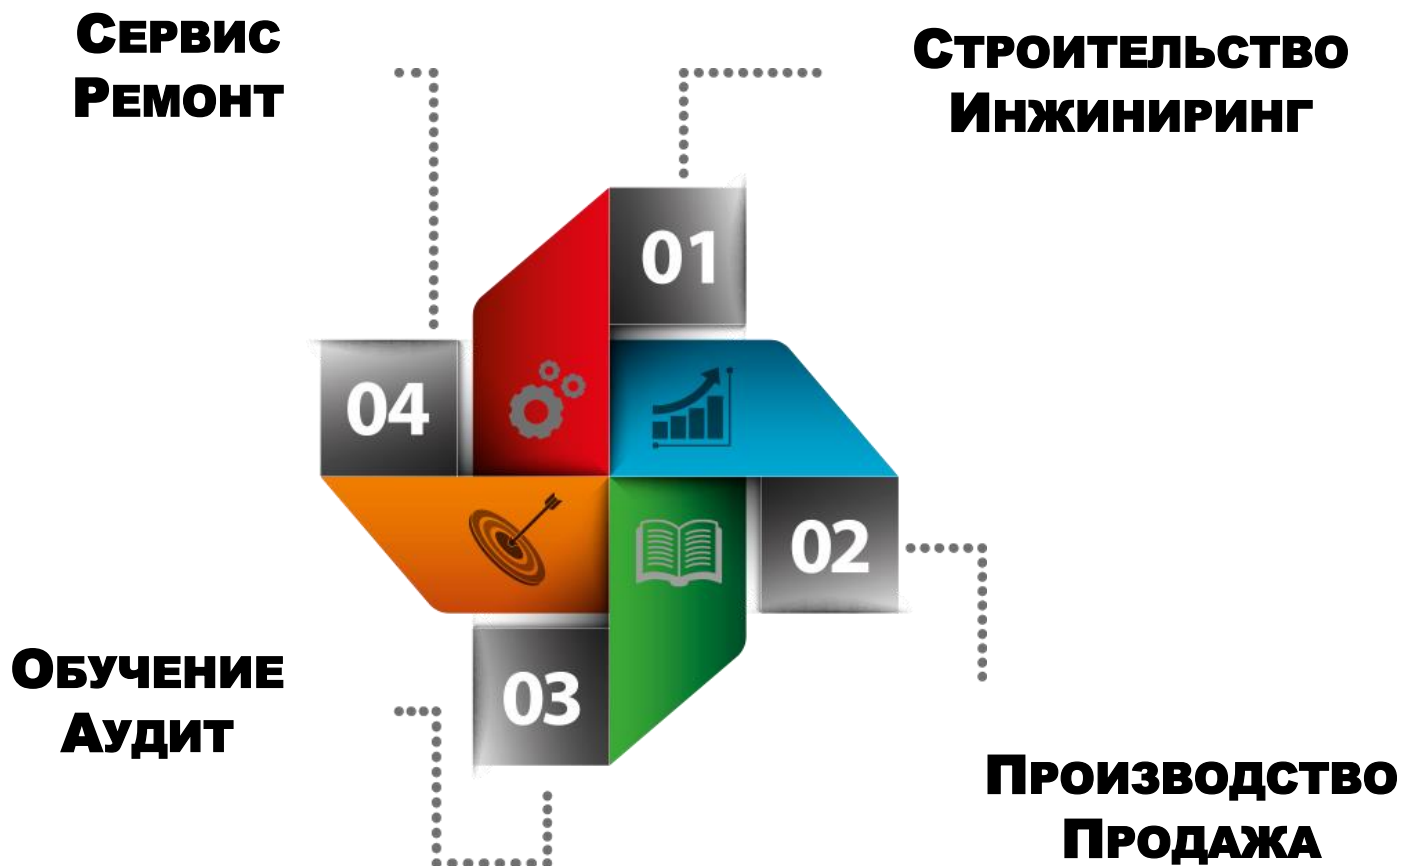 Сервис
Ремонт
Строительство
Инжиниринг
01
04
02
03
Обучение
Аудит
Производство
Продажа